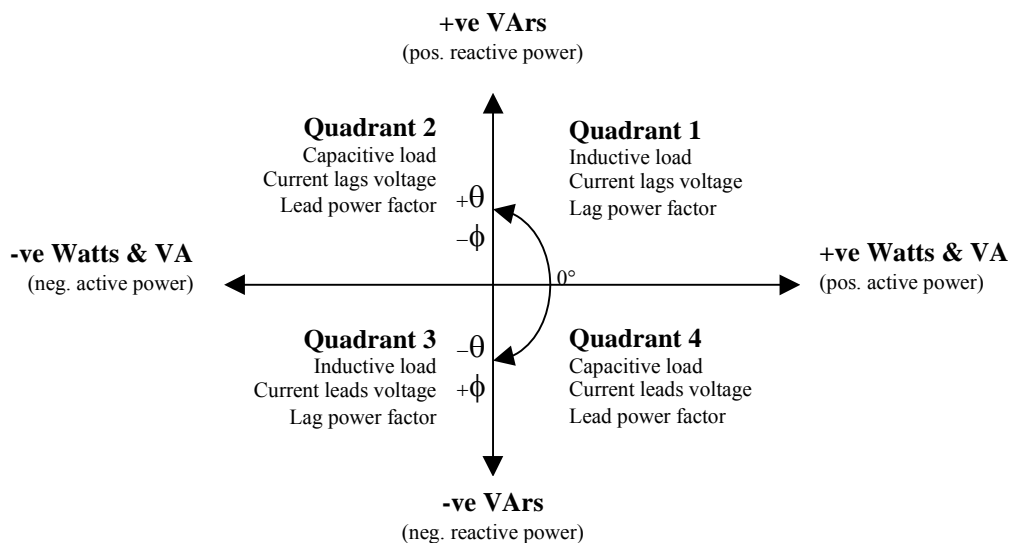 +ve VArs
(pos. reactive power)
Quadrant 2
Capacitive load
Current lags voltage
Lead power factor
Quadrant 1
Inductive load
Current lags voltage
Lag power factor
+θ
−ϕ
-ve Watts & VA
(neg. active power)
0°
+ve Watts & VA
(pos. active power)
Quadrant 3
Inductive load
Current leads voltage
Lag power factor
−θ
+ϕ
Quadrant 4
Capacitive load
Current leads voltage
Lead power factor
-ve VArs
(neg. reactive power)